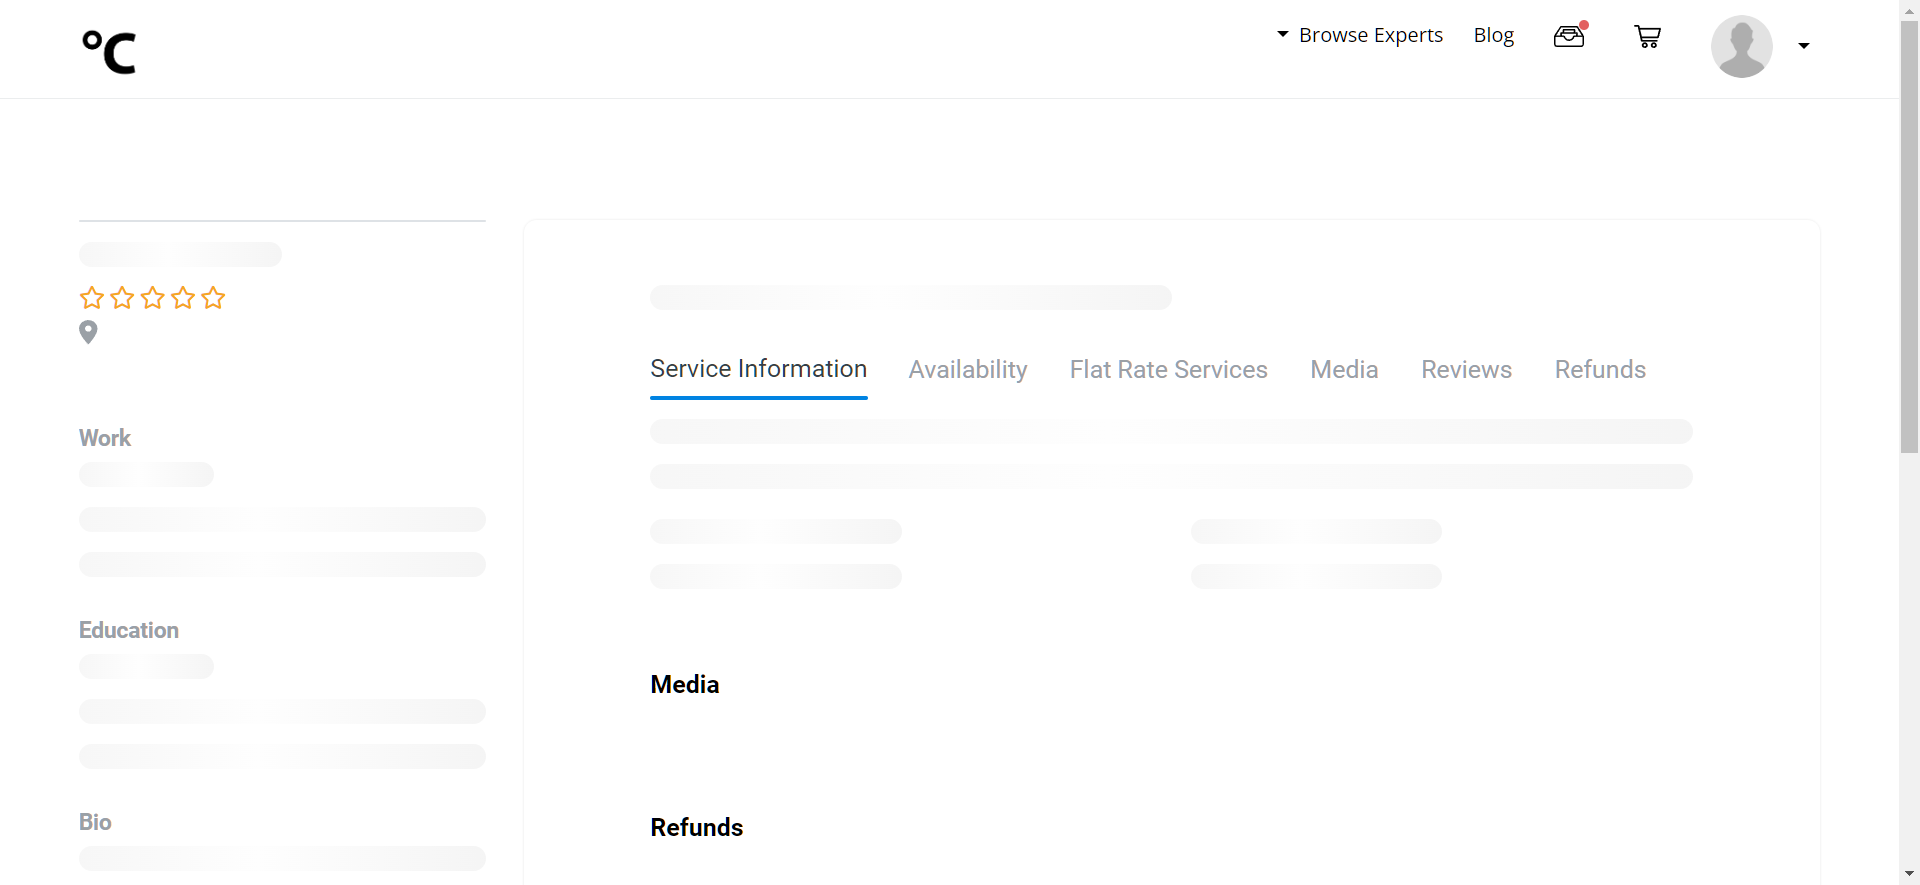 °C
Browse Experts
Blog
Service Information
Availability
Flat Rate Services
Media
Reviews
Refunds
Work
Education
Bio
Media
Refunds